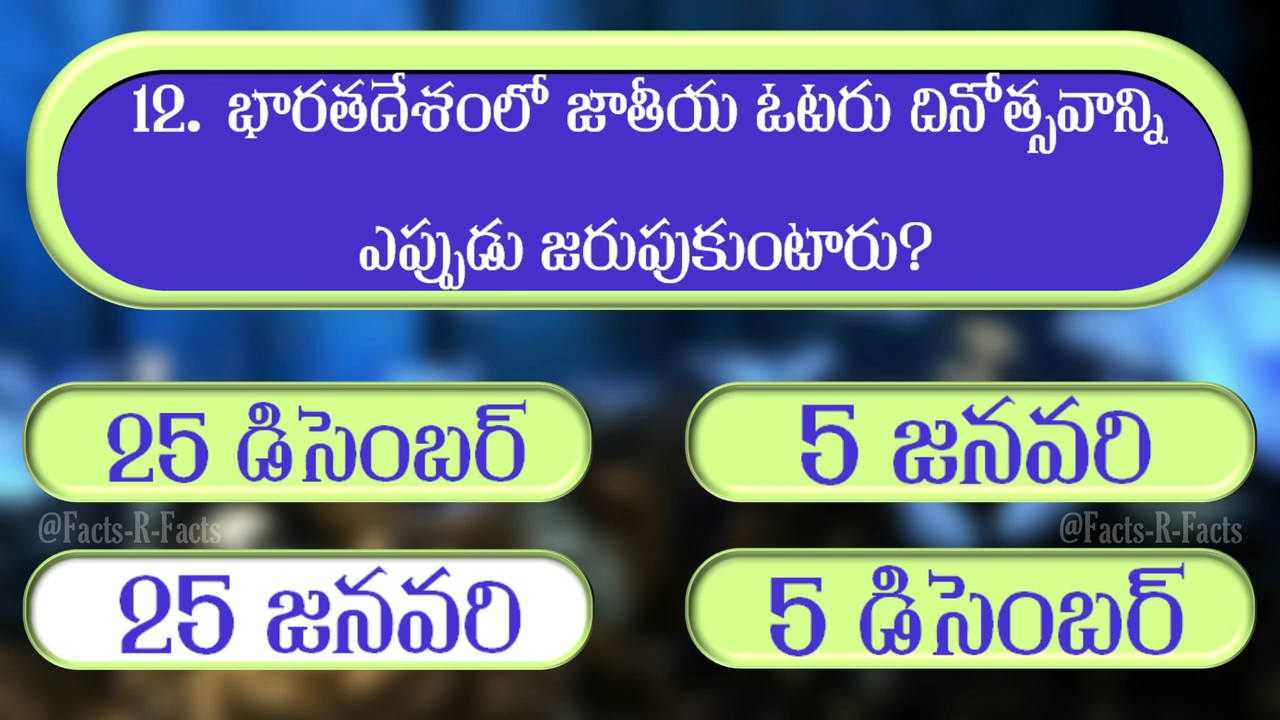 12. భారతదేశంలో జాతీయ ఓటరు దినోత్సవాన్ని
ఎప్పుడు జరుపుకుంటారు?
25 డిసెంబర్
5 జనవరి
@Facts-R-Facts
@Facts-R-Facts
25 జనవరి
5 డిసెంబర్